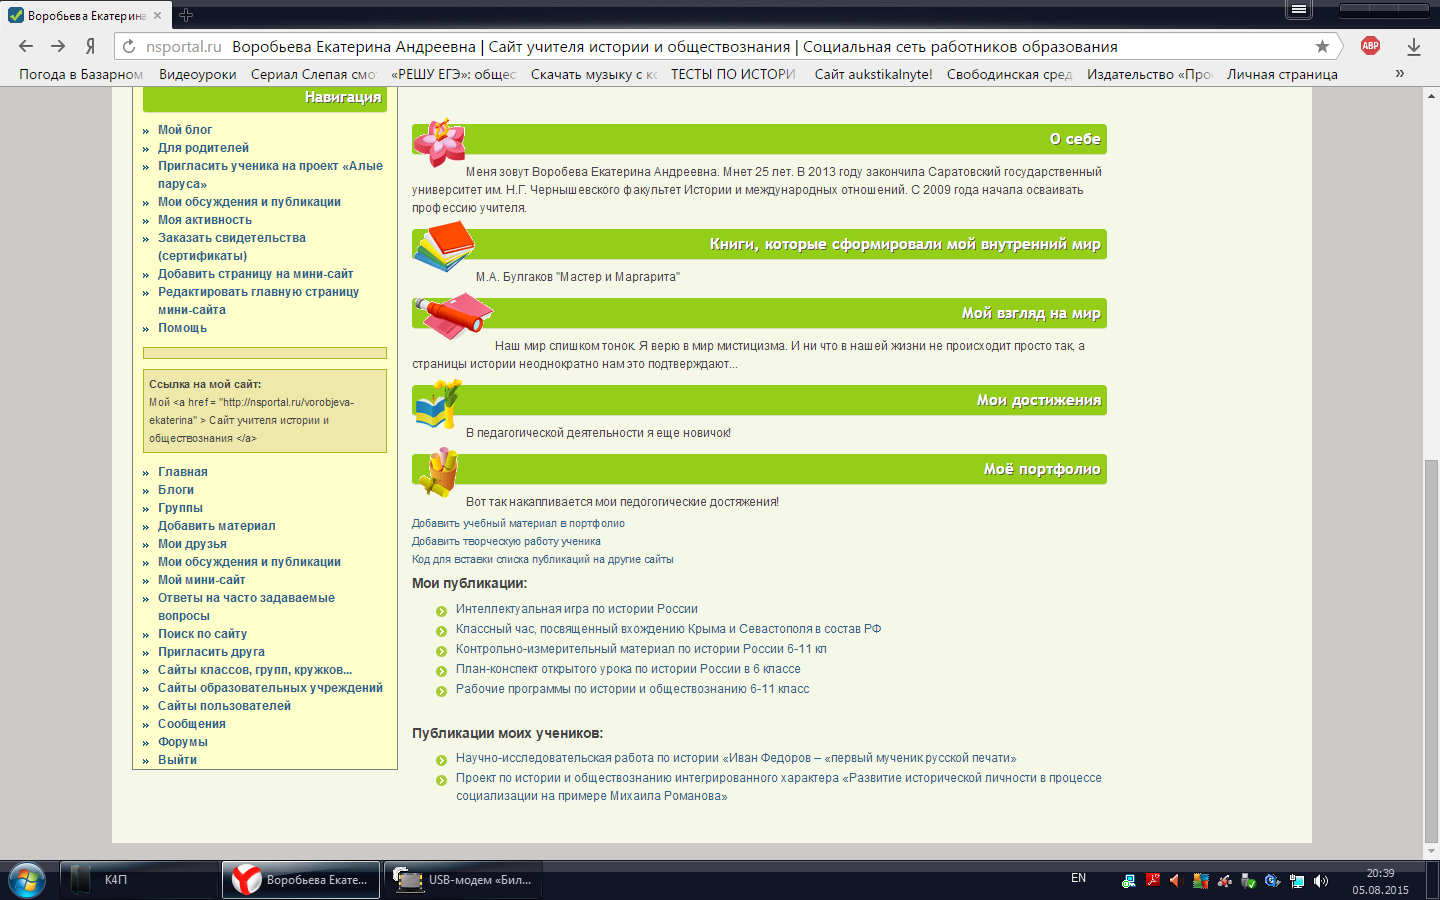 Воробьева Екатерина
nsportal.ru Воробьева Екатерина Андреевна | Сайт учителя истории и обществознания | Социальная сеть работников образования
ABP
Погода в Базарном Видеоуроки Сериал Слепая смо «РЕШУ ЕГЭ»: общес Скачать музыку с кс ТЕСТЫ ПО ИСТОРИ Сайт aukstikalnyte! Свободинская сред Издательство «Про Личная страница »
Навигация
Мой блог
Для родителей
Пригласить ученика на проект «Алые
паруса»
Мои обсуждения и публикации
Моя активность
Заказать свидетельства
(сертификаты)
Добавить страницу на мини-сайт
Редактировать главную страницу
мини-сайта
Помощь
Ссылка на мой сайт:
Мой <a href = "http://nsportal.ru/vorobjeva-
ekaterina" > Сайт учителя истории и
обществознания </a>
Главная
Блоги
Группы
Добавить материал
Мои друзья
Мои обсуждения и публикации
Мой мини-сайт
Ответы на часто задаваемые
вопросы
Поиск по сайту
Пригласить друга
Сайты классов, групп, кружков...
Сайты образовательных учреждений
Сайты пользователей
Сообщения
Форумы
Выйти
О себе
Меня зовут Воробева Екатерина Андреевна. Мнет 25 лет. В 2013 году закончила Саратовский государственный
университет им. Н.Г. Чернышевского факультет Истории и международных отношений. С 2009 года начала осваивать
профессию учителя.
Книги, которые сформировали мой внутренний мир
М.А. Булгаков "Мастер и Маргарита"
Мой взгляд на мир
Наш мир слишком тонок. Я верю в мир мистицизма. И ни что в нашей жизни не происходит просто так, а
страницы истории неоднократно нам это подтверждают...
Мои достижения
В педагогической деятельности я еще новичок!
Моё портфолио
Вот так накапливается мои педогогические достяжения!
Добавить учебный материал в портфолио
Добавить творческую работу ученика
Код для вставки списка публикаций на другие сайты
Мои публикации:
Интеллектуальная игра по истории России
Классный час, посвященный вхождению Крыма и Севастополя в состав РФ
Контрольно-измерительный материал по истории России 6-11 кл
План-конспект открытого урока по истории России в 6 классе
Рабочие программы по истории и обществознанию 6-11 класс
Публикации моих учеников:
Научно-исследовательская работа по истории «Иван Федоров – «первый мученик русской печати»
Проект по истории и обществознанию интегрированного характера «Развитие исторической личности в процессе
социализации на примере Михаила Романова»
К4П
Воробьева Екате...
USB-модем «Бил...
EN
20:39
05.08.2015